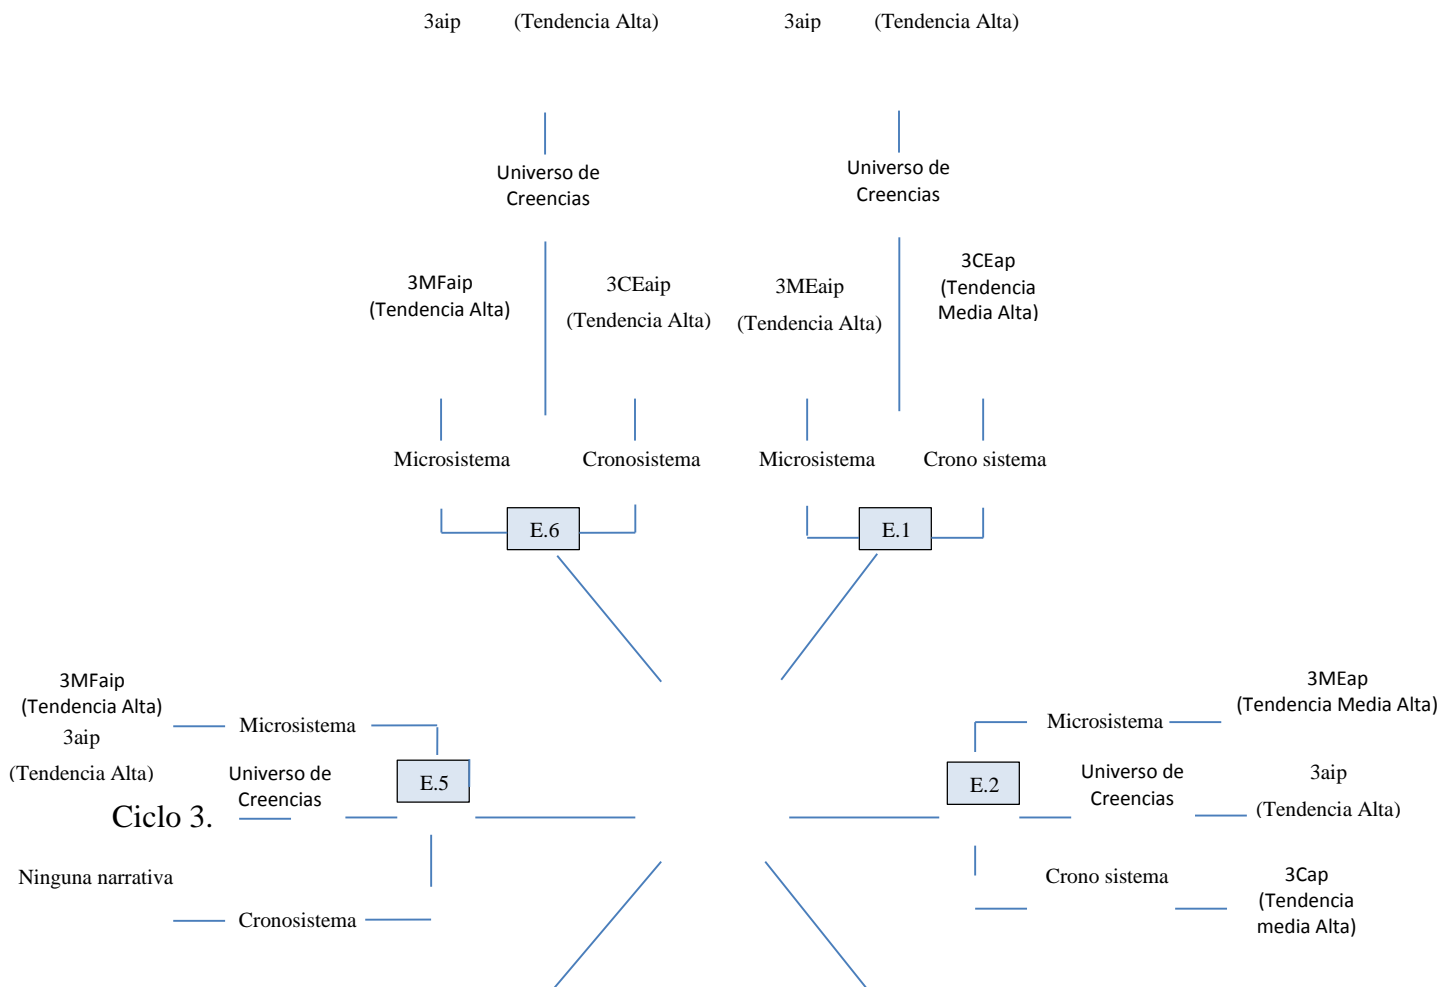 3aip (Tendencia Alta)
3aip (Tendencia Alta)
Universo de
Creencias
Universo de
Creencias
3MFaip
(Tendencia Alta)
3CEaip
(Tendencia Alta)
3MEaip
(Tendencia Alta)
3CEap
(Tendencia
Media Alta)
Microsistema
Cronosistema
Microsistema
Crono sistema
E.6
E.1
3MFaip
(Tendencia Alta)
Microsistema
3aip
(Tendencia Alta)
Universo de
Creencias
E.5
Ciclo 3.
Ninguna narrativa
Cronosistema
Microsistema
3MEap
(Tendencia Media Alta)
E.2
Universo de
Creencias
3aip
(Tendencia Alta)
Crono sistema
3Cap
(Tendencia
media Alta)